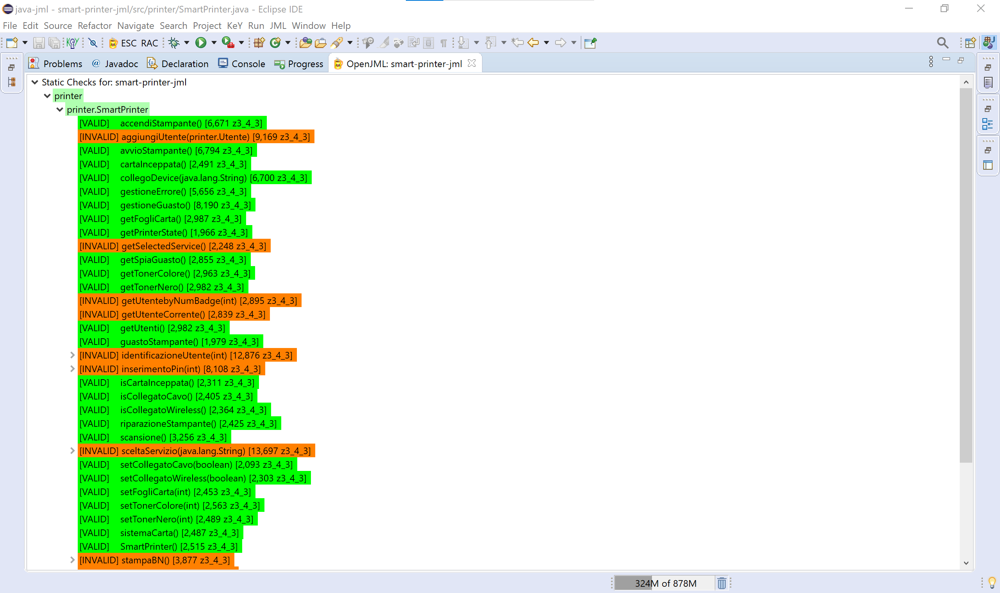 java-jml - smart-printer-jml/src/printer/SmartPrinter.java - Eclipse IDE
File Edit Source Refactor Navigate Search Project KeY Run JML Window Help
KeY ESC RAC
Problems @ Javadoc Declaration Console Progress OpenJML: smart-printer-jml
Static Checks for: smart-printer-jml
printer
printer.SmartPrinter
[VALID] accendiStampante() [6,671 z3_4_3]
[INVALID] aggiungiUtente(printer.Utente) [9,169 z3_4_3]
[VALID] avvioStampante() [6,794 z3_4_3]
[VALID] cartaInceppata() [2,491 z3_4_3]
[VALID] collegoDevice(java.lang.String) [6,700 z3_4_3]
[VALID] gestioneErrore() [5,656 z3_4_3]
[VALID] gestioneGuasto() [8,190 z3_4_3]
[VALID] getFogliCarta() [2,987 z3_4_3]
[VALID] getPrinterState() [1,966 z3_4_3]
[INVALID] getSelectedService() [2,248 z3_4_3]
[VALID] getSpiaGuasto() [2,855 z3_4_3]
[VALID] getTonerColore() [2,963 z3_4_3]
[VALID] getTonerNero() [2,982 z3_4_3]
[INVALID] getUtentebyNumBadge(int) [2,895 z3_4_3]
[INVALID] getUtenteCorrente() [2,839 z3_4_3]
[VALID] getUtenti() [2,982 z3_4_3]
[VALID] guastoStampante() [1,979 z3_4_3]
[INVALID] identificazioneUtente(int) [12,876 z3_4_3]
[INVALID] inserimentoPin(int) [8,108 z3_4_3]
[VALID] isCartaInceppata() [2,311 z3_4_3]
[VALID] isCollegatoCavo() [2,405 z3_4_3]
[VALID] isCollegatoWireless() [2,364 z3_4_3]
[VALID] riparazioneStampante() [2,425 z3_4_3]
[VALID] scansione() [3,256 z3_4_3]
[INVALID] sceltaServizio(java.lang.String) [13,697 z3_4_3]
[VALID] setCollegatoCavo(boolean) [2,093 z3_4_3]
[VALID] setCollegatoWireless(boolean) [2,303 z3_4_3]
[VALID] setFogliCarta(int) [2,453 z3_4_3]
[VALID] setTonerColore(int) [2,563 z3_4_3]
[VALID] setTonerNero(int) [2,489 z3_4_3]
[VALID] sistemaCarta() [2,487 z3_4_3]
[VALID] SmartPrinter() [2,515 z3_4_3]
[INVALID] stampaBN() [3,877 z3_4_3]
324M of 878M